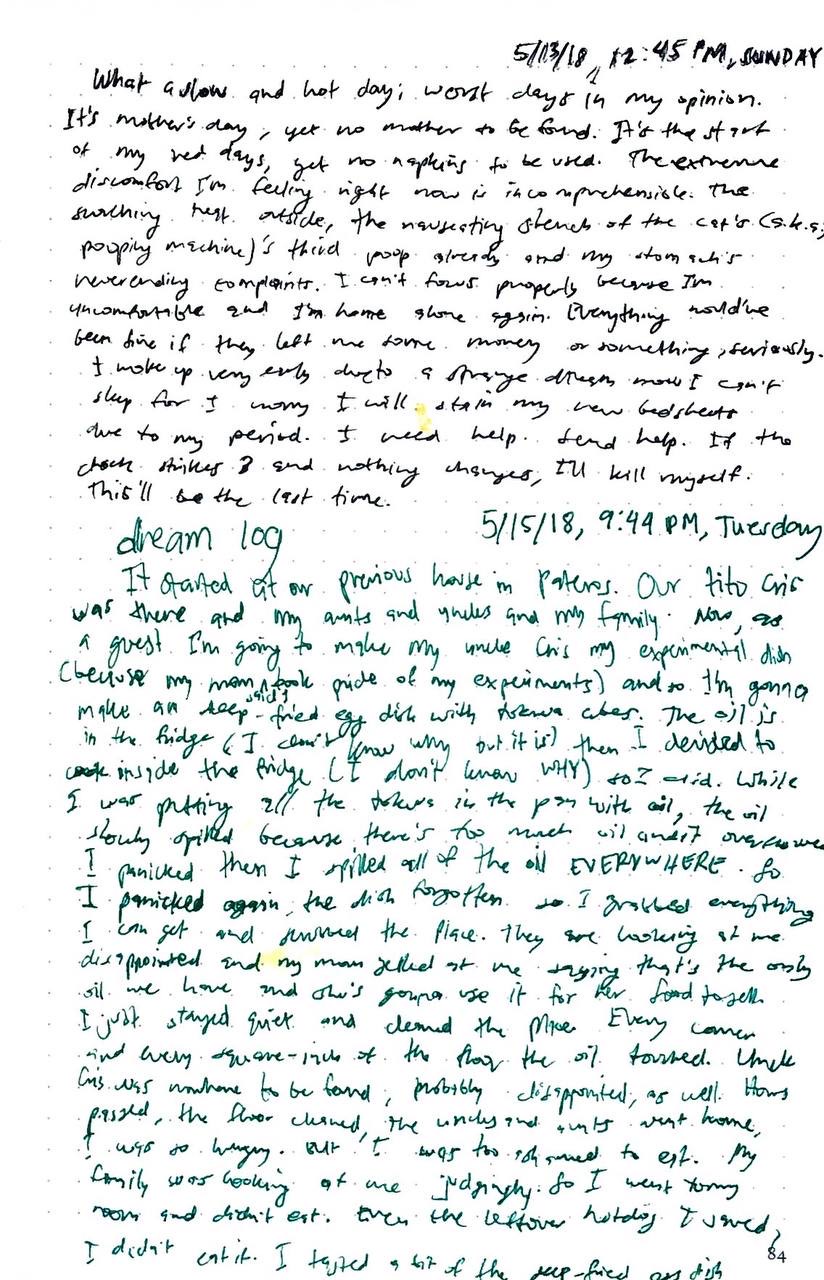 5/13/18, 12:45 PM, SUNDAY
What a slow and hot day; worst days in my opinion.
It's mother's day, yet no mother to be found. It's the start
of my red days, yet no napkins to be used. The extreme
discomfort I'm feeling right now is incomprehensible. The
scorching heat outside, the nauseating stench of the cat's (a.k.a;
pooping machine)'s third poop already and my stomach's
neverending complaints. I can't focus properly because I'm
uncomfortable and I'm home alone again. Everything would've
been fine if they left me some money or something, seriously.
I woke up very early due to a strange dream now I can't
sleep for I worry I will stain my new bedsheets
due to my period. I need help. Send help. If the
clock strikes 3 and nothing changes, I'll kill myself.
This'll be the last time.
5/15/18, 9:44 PM, Tuesday
dream log
It started at our previous house in Pateros. Our tito Cris
was there and my aunts and uncles and my family. Now, as
a guest I'm going to make my uncle Cris my experimental dish
(because my mom took pride of my experiments) and so I'm gonna
make an deep-fried egg dish with tokwa cubes. The oil is
in the fridge (I don't know why but it is) then I decided to
cook inside the fridge (I don't know WHY) so I did. While
I was putting all the tokwa in the pan with oil, the oil
slowly spilled because there's too much oil and it overflowed
I panicked then I spilled all of the oil EVERYWHERE. So
I panicked again, the dish forgotten. so I grabbed everything
I can get and the place. They are looking at me
disappointed and my mom yelled at me saying that's the only
oil we have and she's gonna use it for her food to sell.
I just stayed quiet and cleaned the place Every corner
and every square-inch of the floor the oil touched. Uncle
Cris was nowhere to be found, probably disappointed, as well. Hours
passed, the floor cleaned, the uncles and aunts went home,
I was so hungry. But I was too ashamed to eat. My
family was looking at me judgingly. So I went to my
room and didn't eat. Even the leftover hotdog I saved,
I didn't eat it. I tasted a bit of the deep-fried egg dish
84